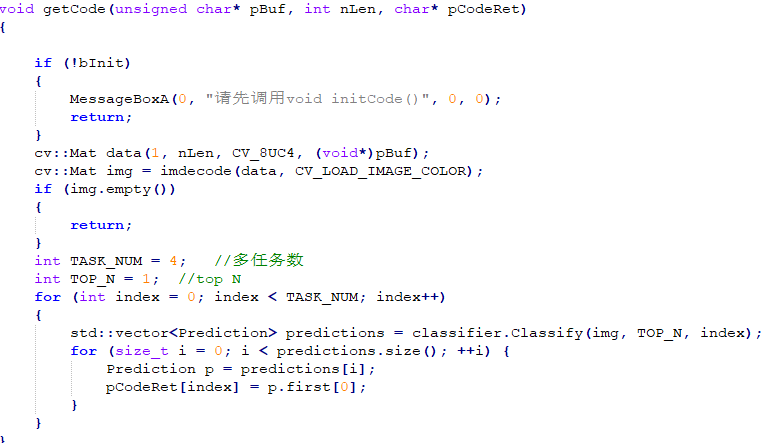 void getCode(unsigned char* pBuf, int nLen, char* pCodeRet)
{
if (!bInit)
{
MessageBoxA(0, "请先调用void initCode()", 0, 0);
return;
}
cv::Mat data(1, nLen, CV_8UC4, (void*)pBuf);
cv::Mat img = imdecode(data, CV_LOAD_IMAGE_COLOR);
if (img.empty())
{
return;
}
int TASK_NUM = 4;   //多任务数
int TOP_N = 1;  //top N
for (int index = 0; index < TASK_NUM; index++)
{
std::vector<Prediction> predictions = classifier.Classify(img, TOP_N, index);
for (size_t i = 0; i < predictions.size(); ++i) {
Prediction p = predictions[i];
pCodeRet[index] = p.first[0];
}
}
}